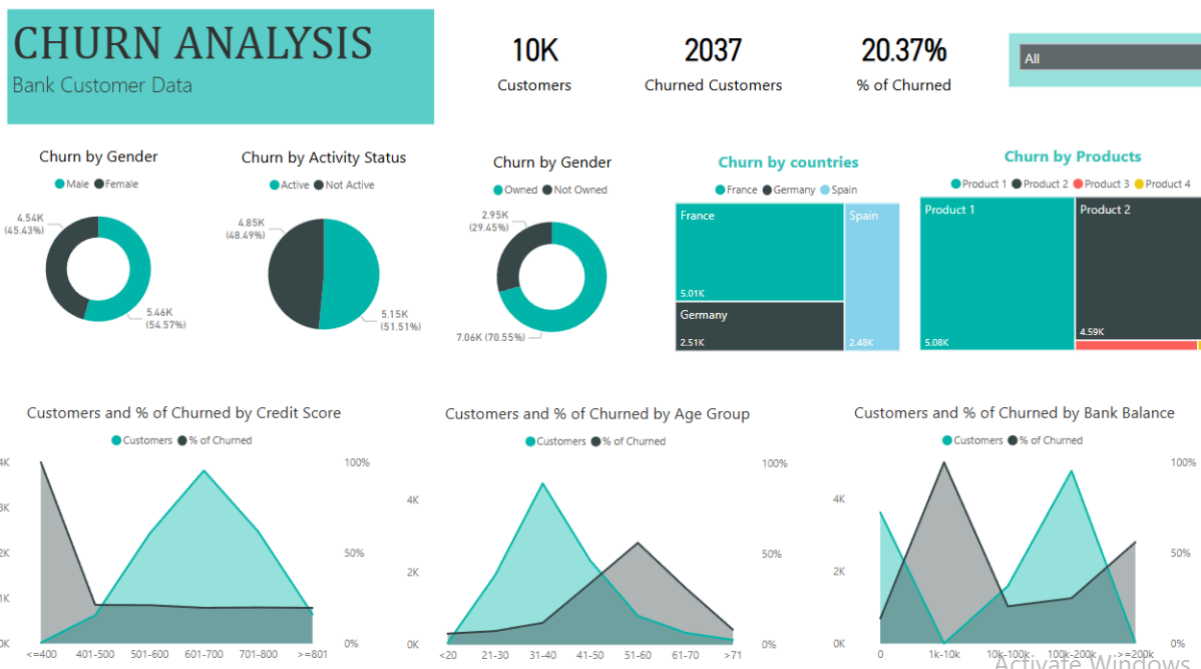 CHURN ANALYSIS
Bank Customer Data
10K
Customers
2037
Churned Customers
20.37%
% of Churned
All
Churn by Gender
Male Female
4.54K
(45.43%)
5.46K
(54.57%)
Churn by Activity Status
Active Not Active
4.85K
(48.49%)
5.15K
(51.51%)
Churn by Gender
Owned Not Owned
2.95K
(29.45%)
7.06K (70.55%)
Churn by countries
France Germany Spain
France
Spain
5.01K
Germany
2.51K
2.48K
Churn by Products
Product 1 Product 2 Product 3 Product 4
Product 1
Product 2
4.59K
5.08K
Customers and % of Churned by Credit Score
Customers % of Churned
4K
3K
2K
1K
0K
100%
50%
0%
<=400 401-500 501-600 601-700 701-800 >=801
Customers and % of Churned by Age Group
Customers % of Churned
4K
2K
0K
100%
50%
0%
<20 21-30 31-40 41-50 51-60 61-70 >71
Customers and % of Churned by Bank Balance
Customers % of Churned
4K
2K
0K
100%
50%
0%
0 1k-10k 10k-100k 100k-200k >=200k
Activate Windows